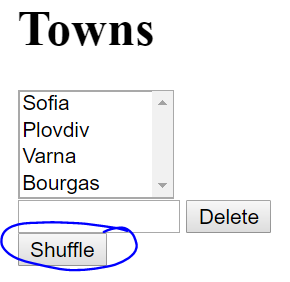 Towns
Sofia
Plovdiv
Varna
Bourgas
Delete
Shuffle